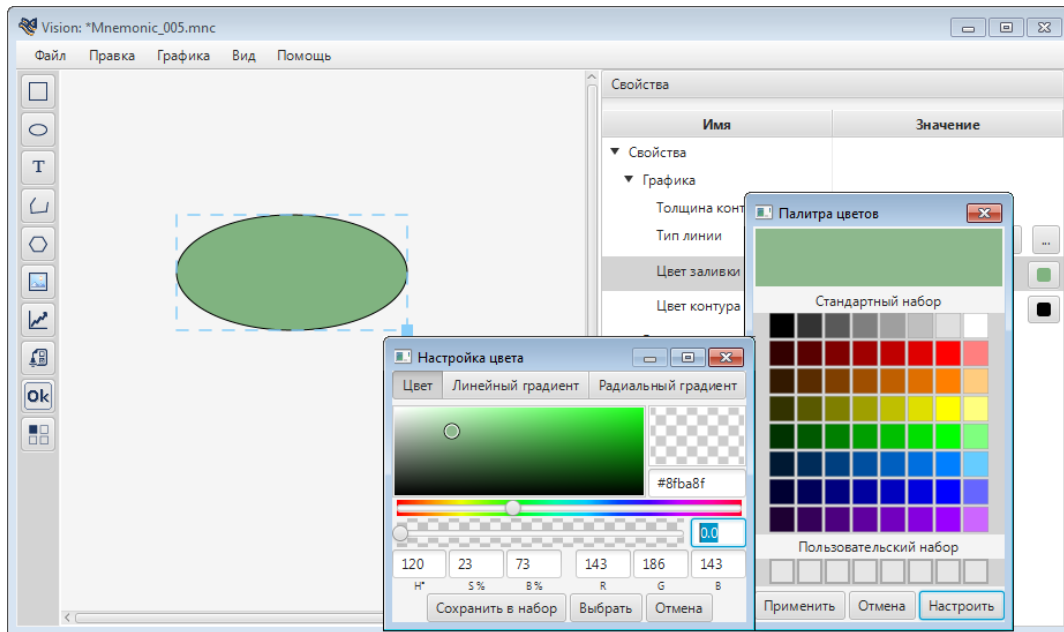 Vision: *Mnemonic_005.mnc
Файл Правка Графика Вид Помощь
Свойства
Имя Значение
Свойства
Графика
Толщина конт
Тип линии
...
Цвет заливки
Цвет контура
T
Ok
Палитра цветов
Стандартный набор
Пользовательский набор
Применить Отмена Настроить
Настройка цвета
Цвет Линейный градиент Радиальный градиент
#8fba8f
0.0
120 23 73 143 186 143
H° S % B % R G B
Сохранить в набор Выбрать Отмена